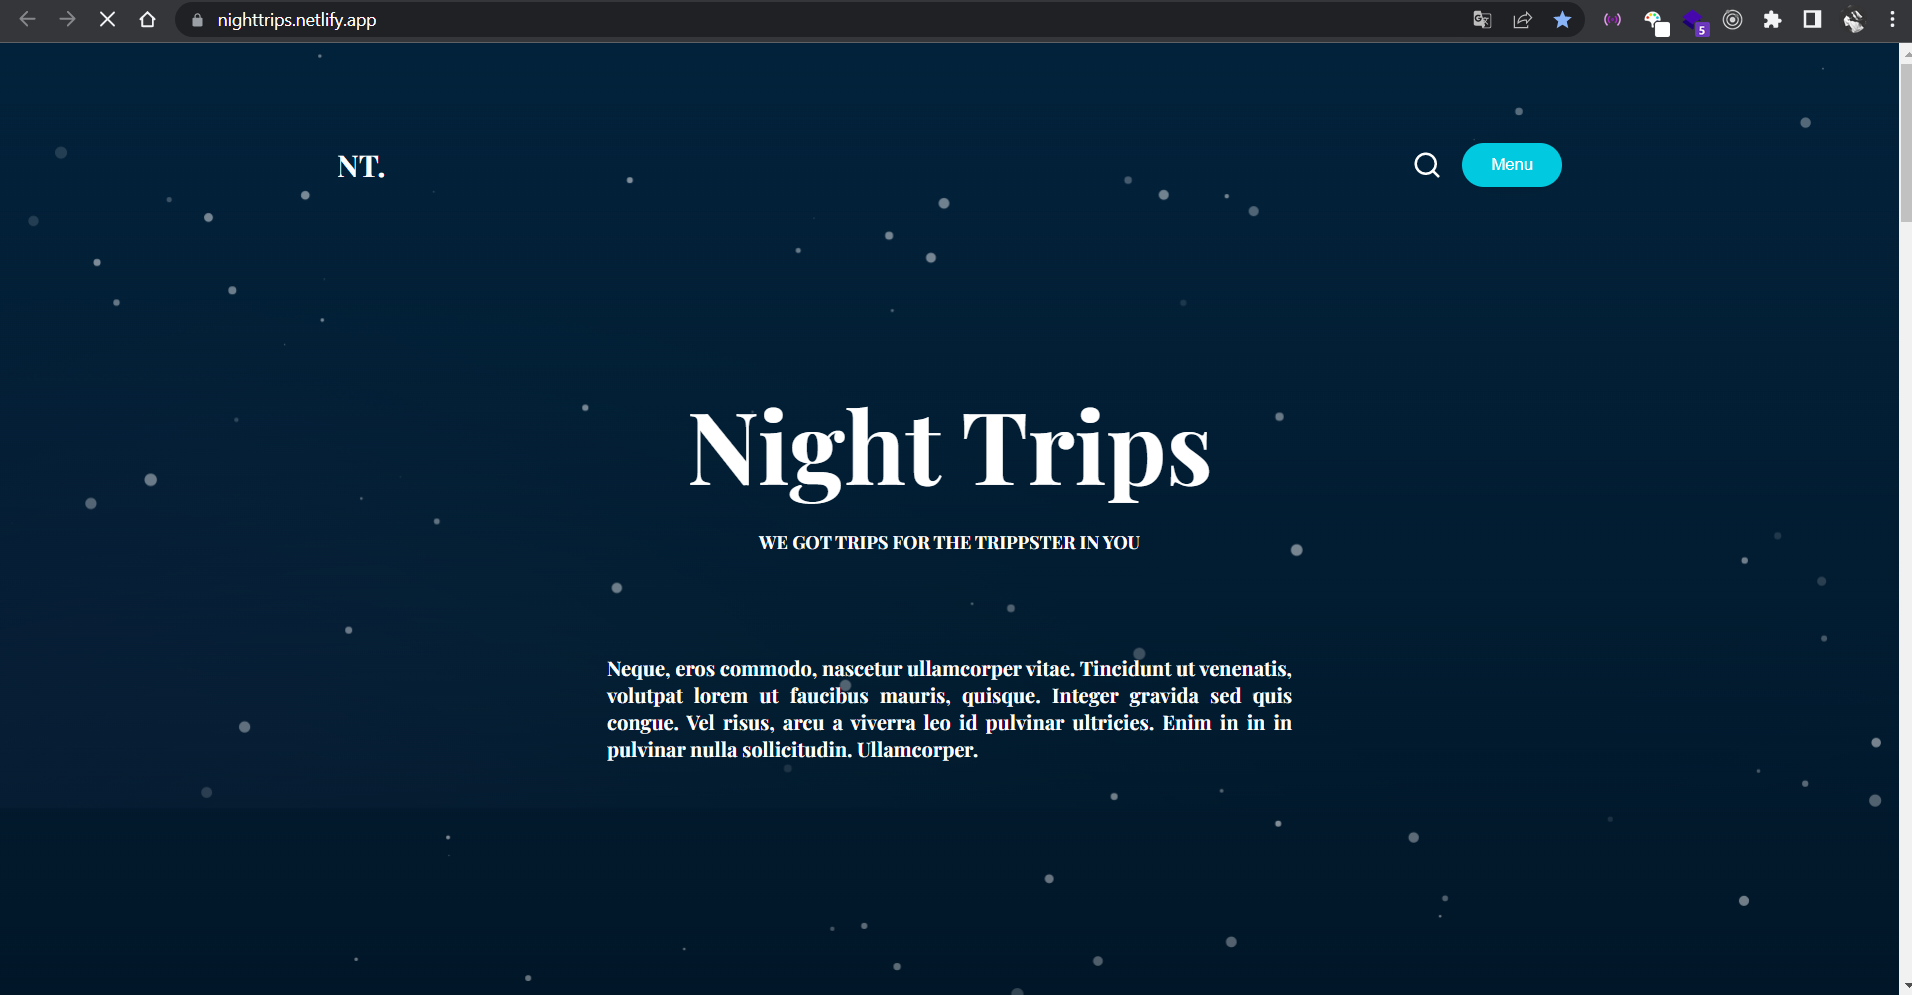 nighttrips.netlify.app
5
NT.
Menu
Night Trips
WE GOT TRIPS FOR THE TRIPPSTER IN YOU
Neque, eros commodo, nascetur ullamcorper vitae. Tincidunt ut venenatis,
volutpat lorem ut faucibus mauris, quisque. Integer gravida sed quis
congue. Vel risus, arcu a viverra leo id pulvinar ultricies. Enim in in in
pulvinar nulla sollicitudin. Ullamcorper.